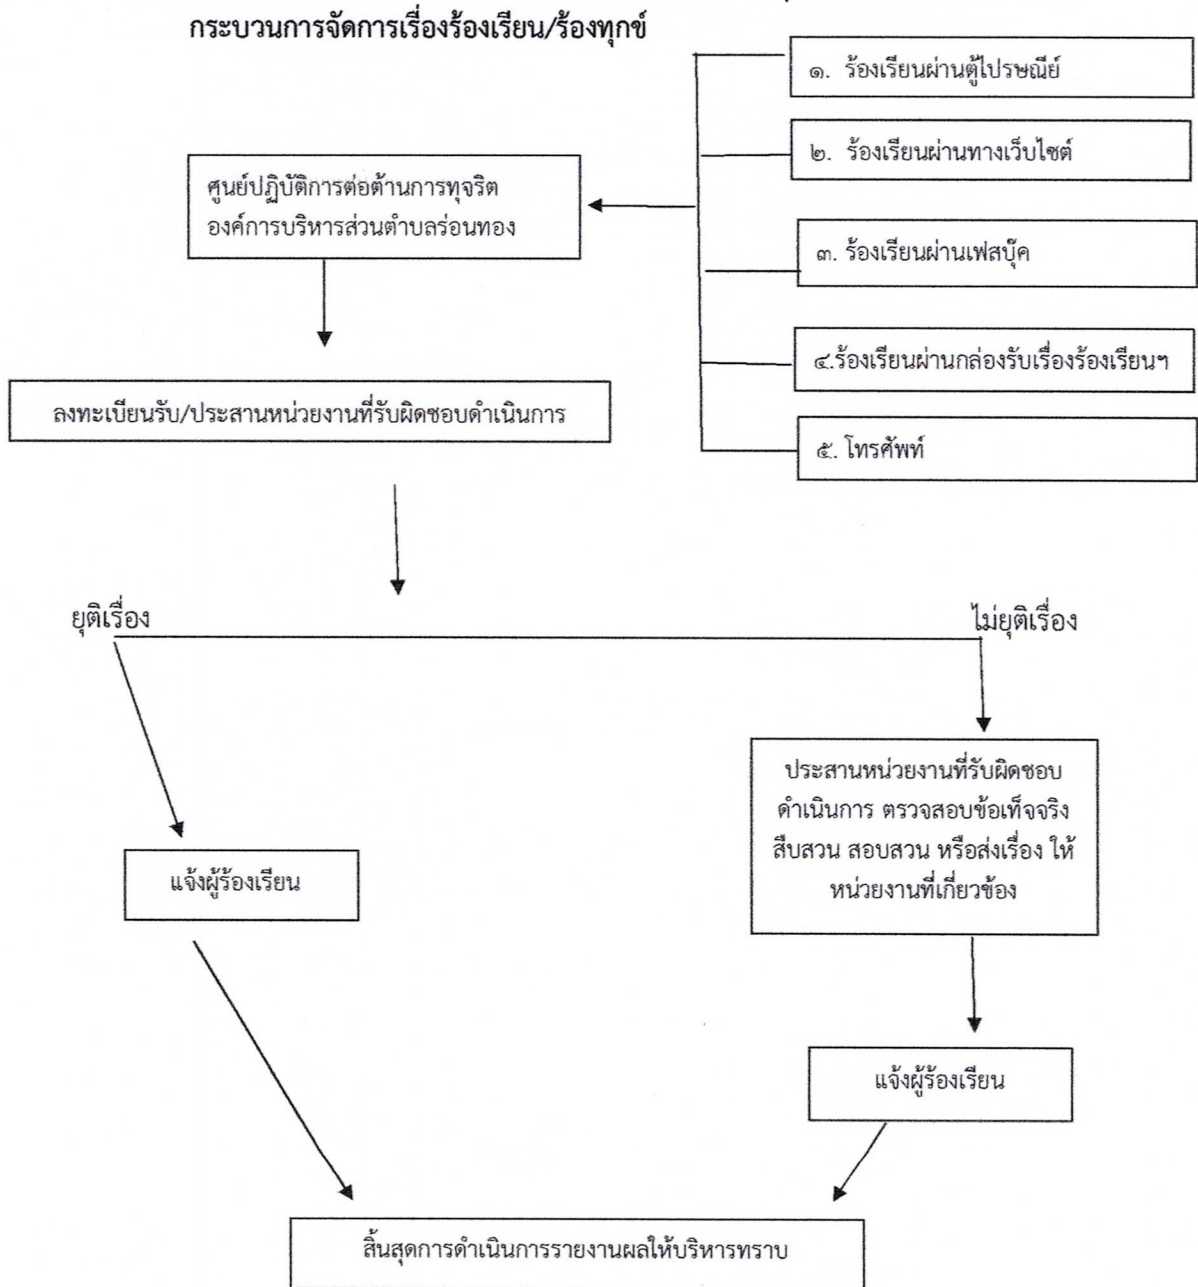 กระบวนการจัดการเรื่องร้องเรียน/ร้องทุกข์
๑. ร้องเรียนผ่านตู้ไปรษณีย์
๒. ร้องเรียนผ่านทางเว็บไซต์
ศูนย์ปฏิบัติการต่อต้านการทุจริต
องค์การบริหารส่วนตำบลร่อนทอง
๓. ร้องเรียนผ่านเฟสบุ๊ค
๔.ร้องเรียนผ่านกล่องรับเรื่องร้องเรียนฯ
ลงทะเบียนรับ/ประสานหน่วยงานที่รับผิดชอบดำเนินการ
๕. โทรศัพท์
ยุติเรื่อง
ไม่ยุติเรื่อง
ประสานหน่วยงานที่รับผิดชอบ
ดำเนินการ ตรวจสอบข้อเท็จจริง
สืบสวน สอบสวน หรือส่งเรื่อง ให้
หน่วยงานที่เกี่ยวข้อง
แจ้งผู้ร้องเรียน
แจ้งผู้ร้องเรียน
สิ้นสุดการดำเนินการรายงานผลให้บริหารทราบ